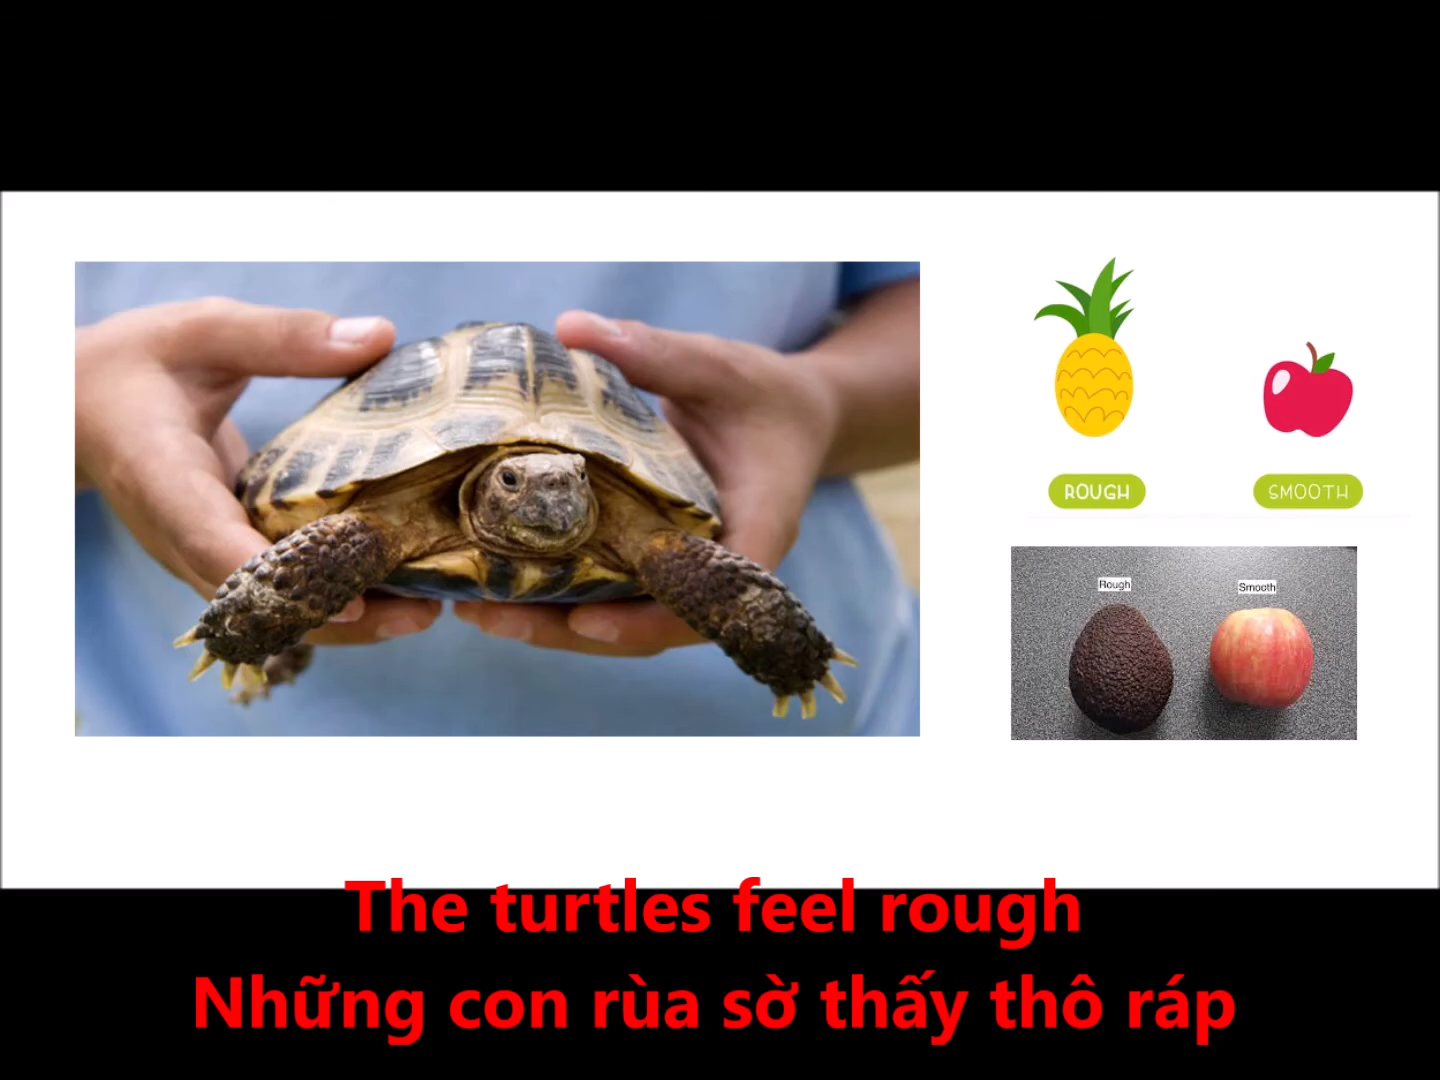 ROUGH
SMOOTH
Rough
Smooth
The turtles feel rough
Những con rùa sờ thấy thô ráp